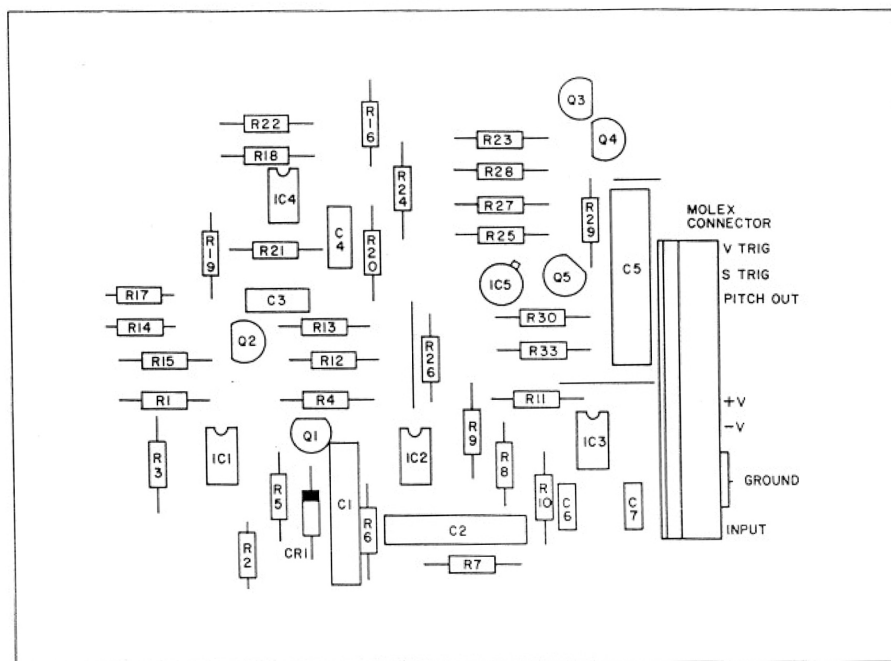 Q3
R22
R16
Q4
R23
R18
R28
R24
IC4
R27
R29
MOLEX
CONNECTOR
C4
R25
V TRIG
R19
R21
R20
C5
S TRIG
IC5
Q5
R17
C3
PITCH OUT
R14
R13
R30
Q2
R15
R12
R26
R33
R1
R4
R11
+V
-V
Q1
R9
R3
IC1
IC2
R8
IC3
GROUND
R5
C1
R10
C6
C7
R6
C2
INPUT
R2
CR1
R7